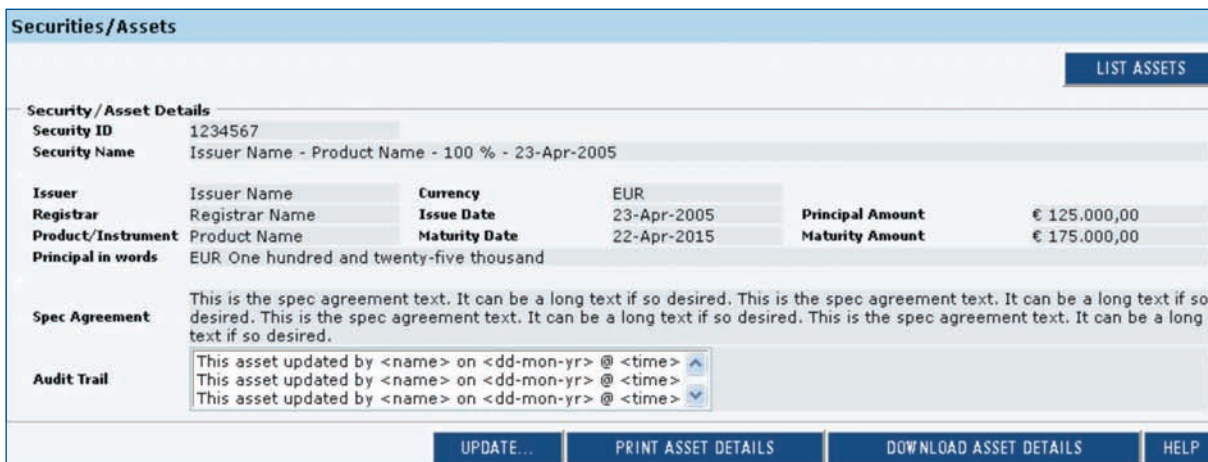 Securities/Assets
LIST ASSETS
Security/Asset Details
Security ID 1234567
Security Name Issuer Name - Product Name - 100 % - 23-Apr-2005
Issuer Issuer Name Currency EUR
Registrar Registrar Name Issue Date 23-Apr-2005 Principal Amount € 125.000,00
Product/Instrument Product Name Maturity Date 22-Apr-2015 Maturity Amount € 175.000,00
Principal in words EUR One hundred and twenty-five thousand
This is the spec agreement text. It can be a long text if so desired. This is the spec agreement text. It can be a long text if so
Spec Agreement desired. This is the spec agreement text. It can be a long text if so desired. This is the spec agreement text. It can be a long
text if so desired.
This asset updated by <name> on <dd-mon-yr> @ <time>
Audit Trail This asset updated by <name> on <dd-mon-yr> @ <time>
This asset updated by <name> on <dd-mon-yr> @ <time>
UPDATE... PRINT ASSET DETAILS DOWNLOAD ASSET DETAILS HELP